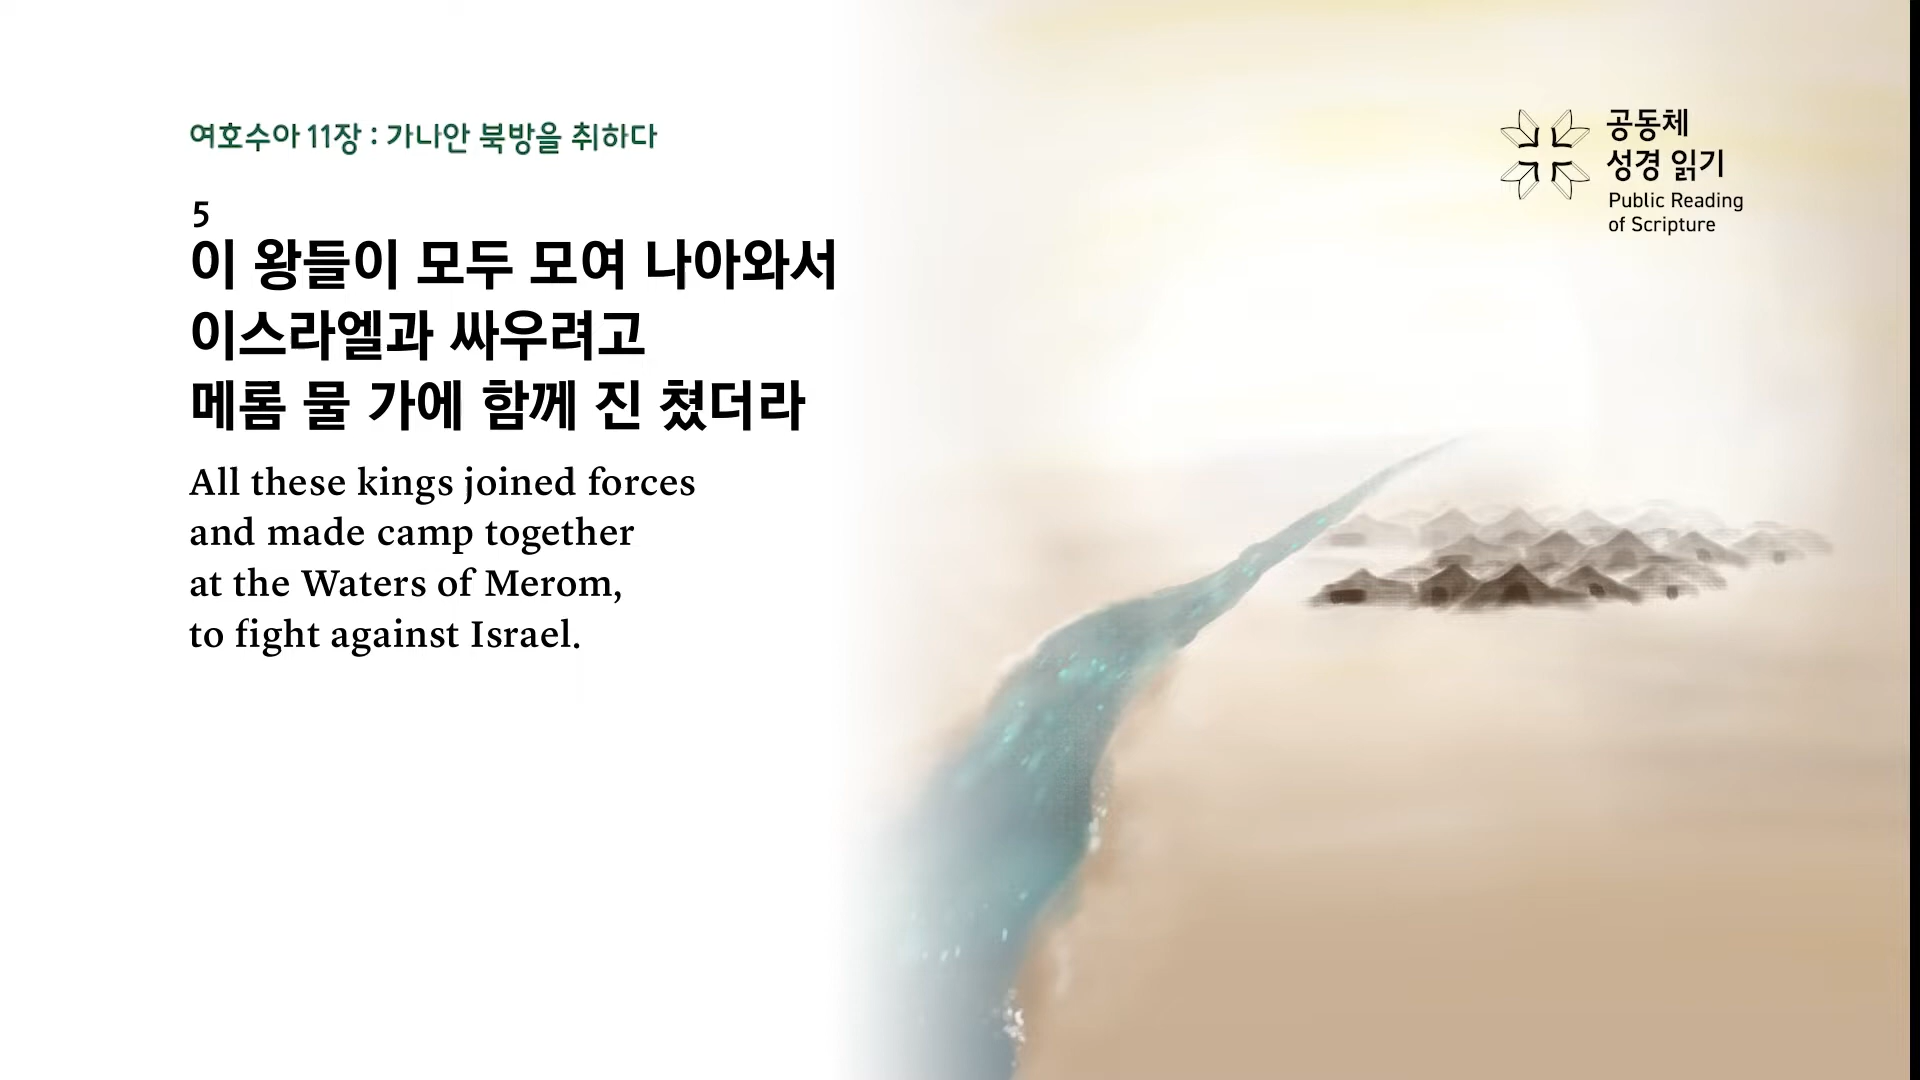 여호수아 11장 : 가나안 북방을 취하다
5
이 왕들이 모두 모여 나아와서
이스라엘과 싸우려고
메롬 물 가에 함께 진 쳤더라
All these kings joined forces
and made camp together
at the Waters of Merom,
to fight against Israel.
공동체
성경 읽기
Public Reading
of Scripture